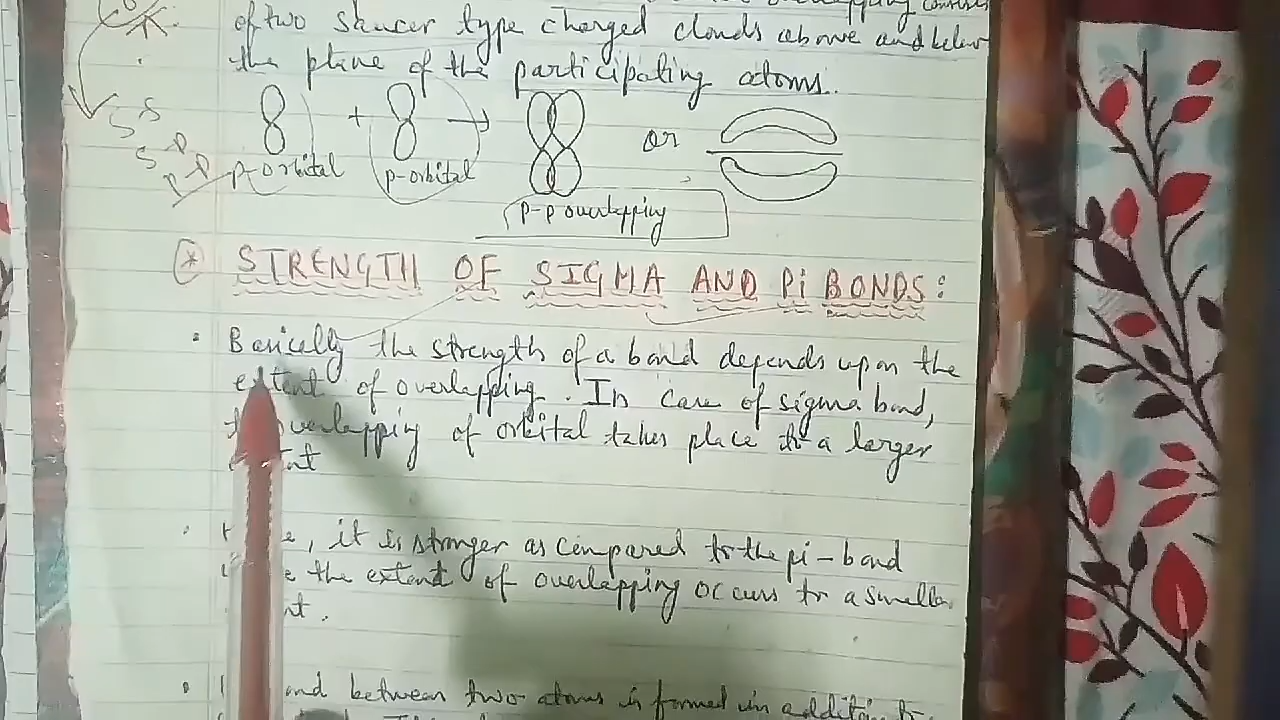 of two saucer type charged clouds above and below
the plane of the participating atoms.
S-S
S-P
P-P
p-orbital + p-orbital → or
P-P overlapping
* STRENGTH OF SIGMA AND Pi BONDS:
Basically the strength of a bond depends upon the
extent of overlapping. In case of sigma bond,
overlapping of orbital takes place to a larger
, it is stronger as compared to the pi-bond
the extent of overlapping occurs to a smaller
between two atoms is formed in addition to